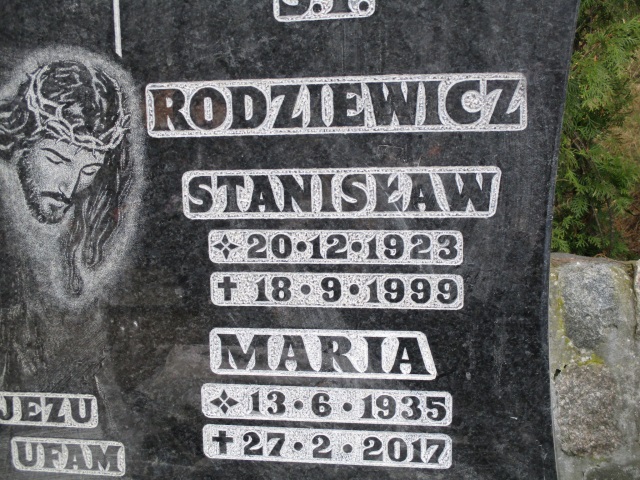 Ś.P.
RODZIEWICZ
STANISŁAW
20·12·1923
✝ 18·9·1999
MARIA
13·6·1935
✝ 27·2·2017
JEZU
UFAM